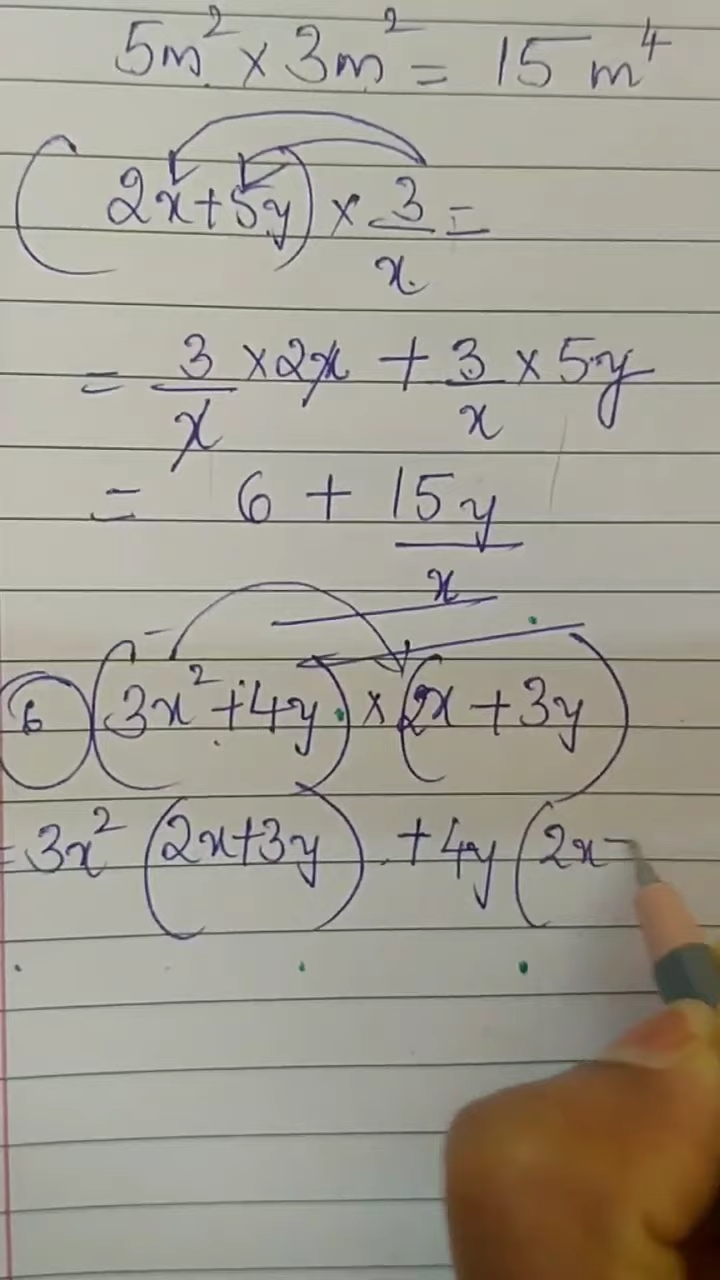 5m² × 3m² = 15 m⁴
(2x+5y) × 3/x =
= 3/x × 2x + 3/x × 5y
= 6 + 15y/x
6 (3x²+4y) × (2x + 3y)
= 3x² (2x+3y) + 4y (2x